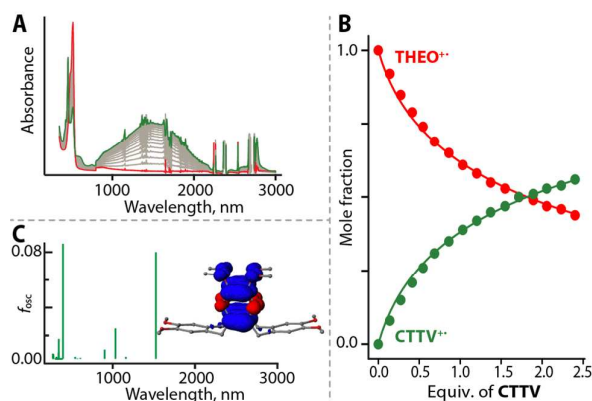 A
Absorbance
1000 2000 3000
Wavelength, nm
B
1.0
THEO+•
Mole fraction
CTTV+•
0.0
0.0 0.5 1.0 1.5 2.0 2.5
Equiv. of CTTV
C
0.08
fosc
0.00
1000 2000 3000
Wavelength, nm